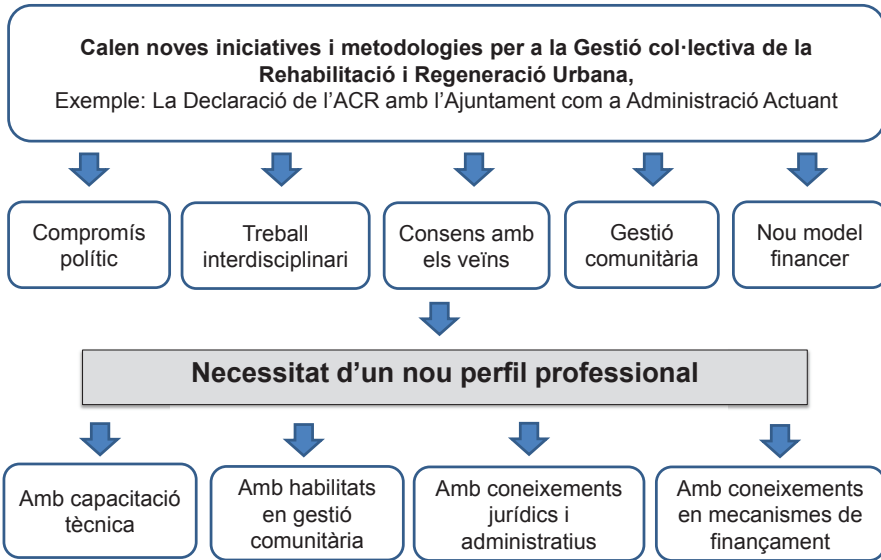 Calen noves iniciatives i metodologies per a la Gestió col·lectiva de la
Rehabilitació i Regeneració Urbana,
Exemple: La Declaració de l’ACR amb l’Ajuntament com a Administració Actuant
Compromís
polític
Treball
interdisciplinari
Consens amb
els veïns
Gestió
comunitària
Nou model
financer
Necessitat d’un nou perfil professional
Amb capacitació
tècnica
Amb habilitats
en gestió
comunitària
Amb coneixements
jurídics i
administratius
Amb coneixements
en mecanismes de
finançament